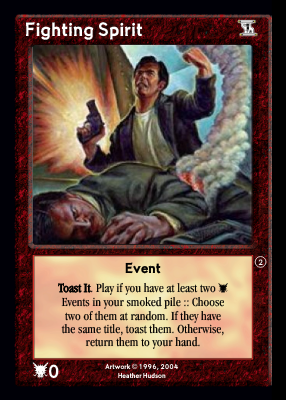 Fighting Spirit
Event
2
Toast It. Play if you have at least two
Events in your smoked pile :: Choose
two of them at random. If they have
the same title, toast them. Otherwise,
return them to your hand.
0
Artwork © 1996, 2004
Heather Hudson